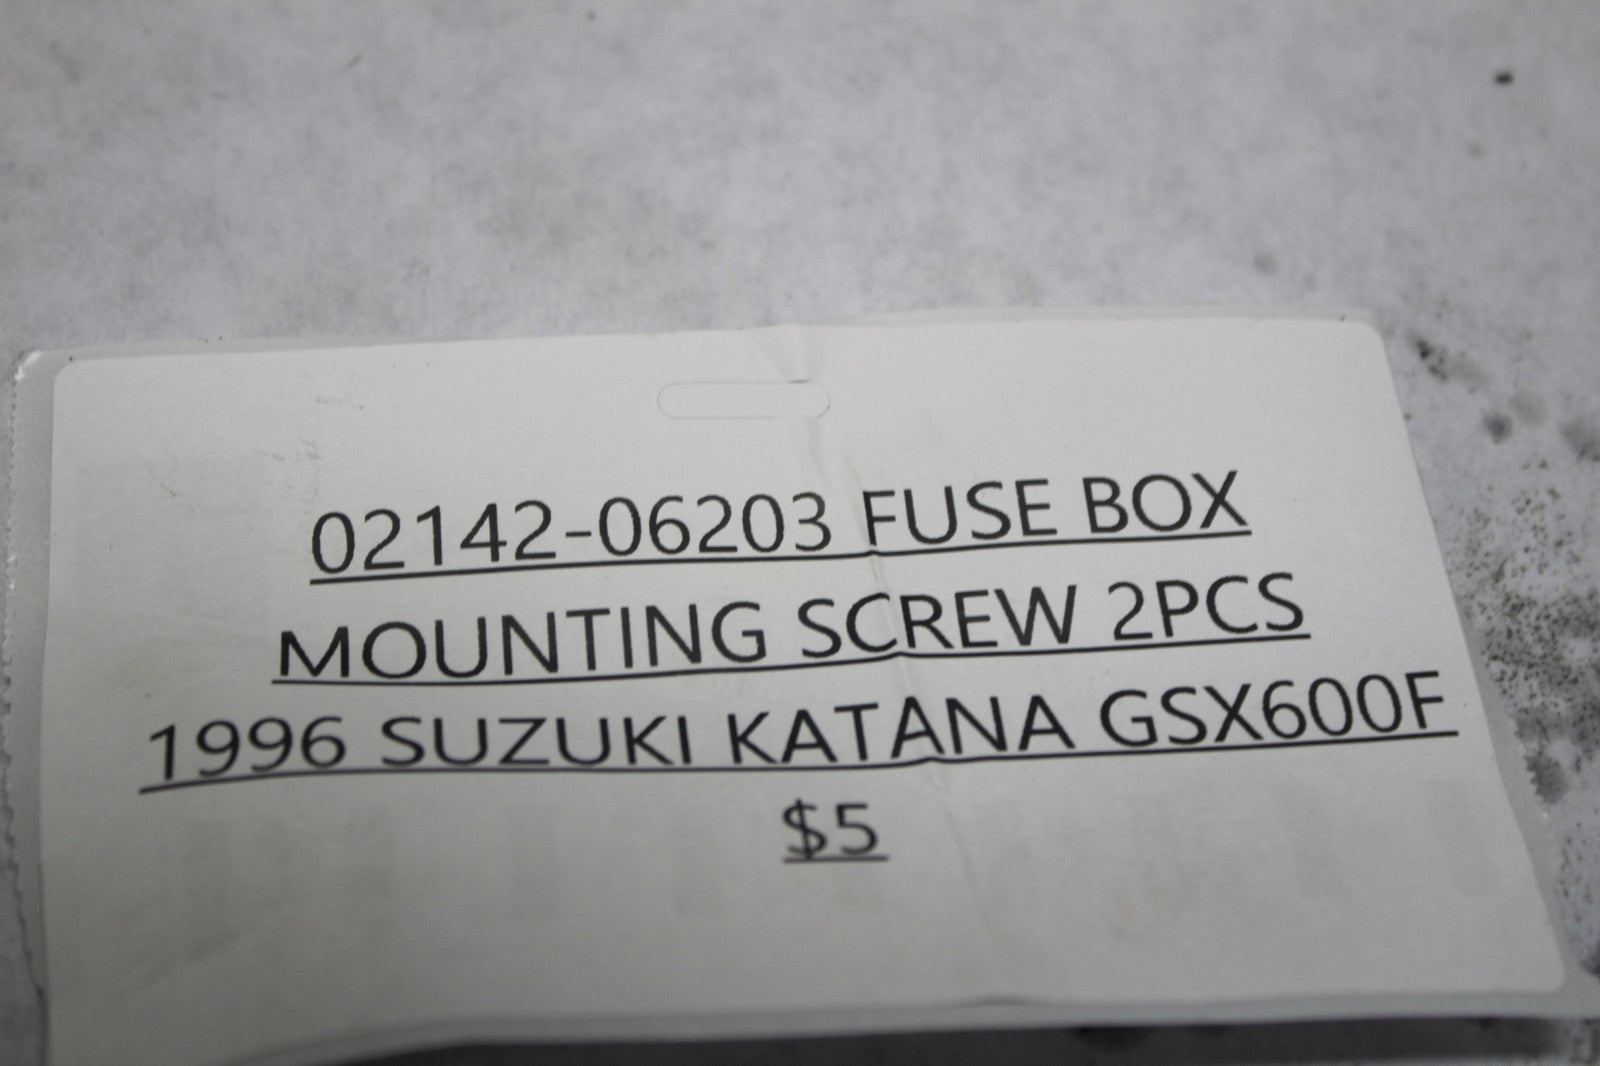 02142-06203 FUSE BOX
MOUNTING SCREW 2PCS
1996 SUZUKI KATANA GSX600F
$5